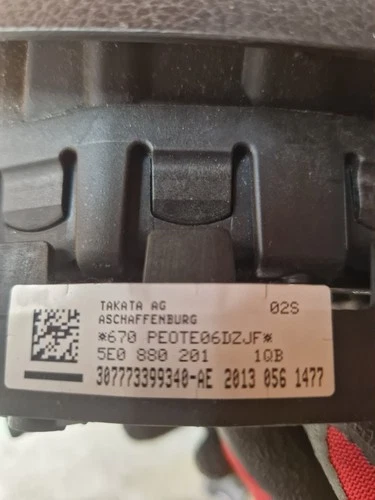 TAKATA AG 02S
ASCHAFFENBURG
*670 PEOTE06DZJF*
5E0 880 201 1QB
307773399340-AE 2013 056 1477